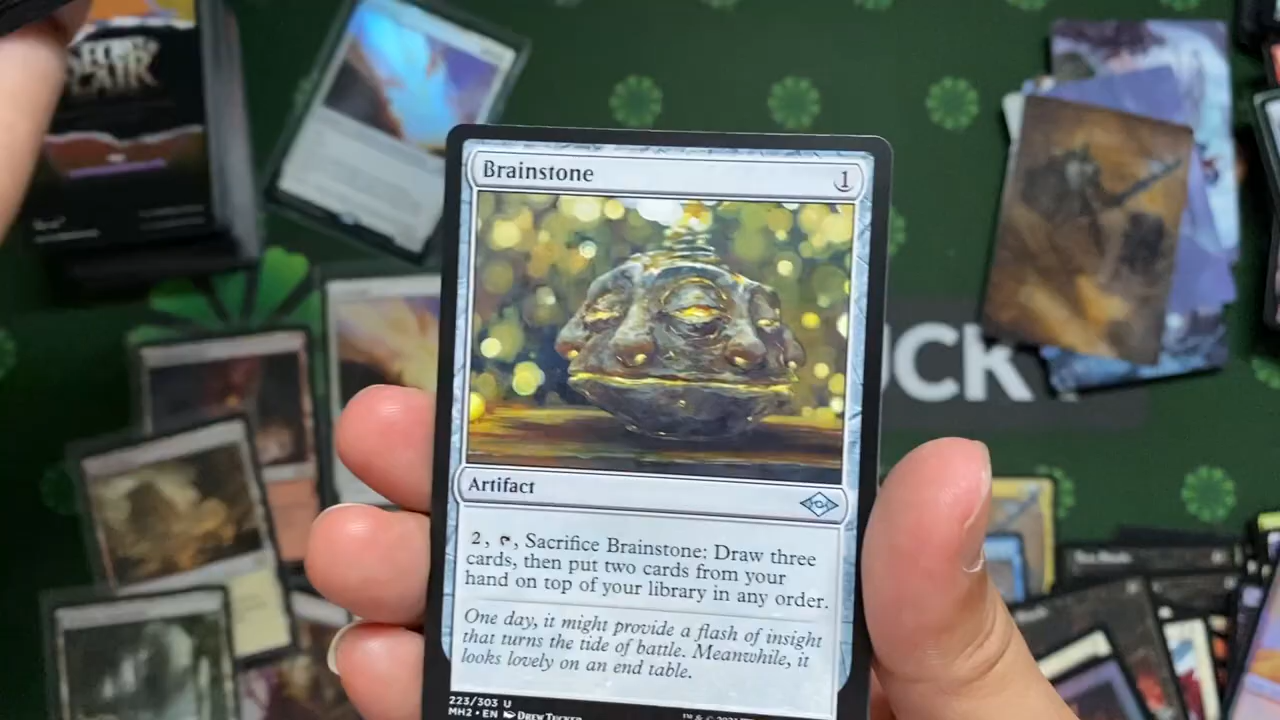 Brainstone 1
UCK
Artifact
2, , Sacrifice Brainstone: Draw three
cards, then put two cards from your
hand on top of your library in any order.
One day, it might provide a flash of insight
that turns the tide of battle. Meanwhile, it
looks lovely on an end table.
223/303 U
MH2 • EN DREW TUCKER